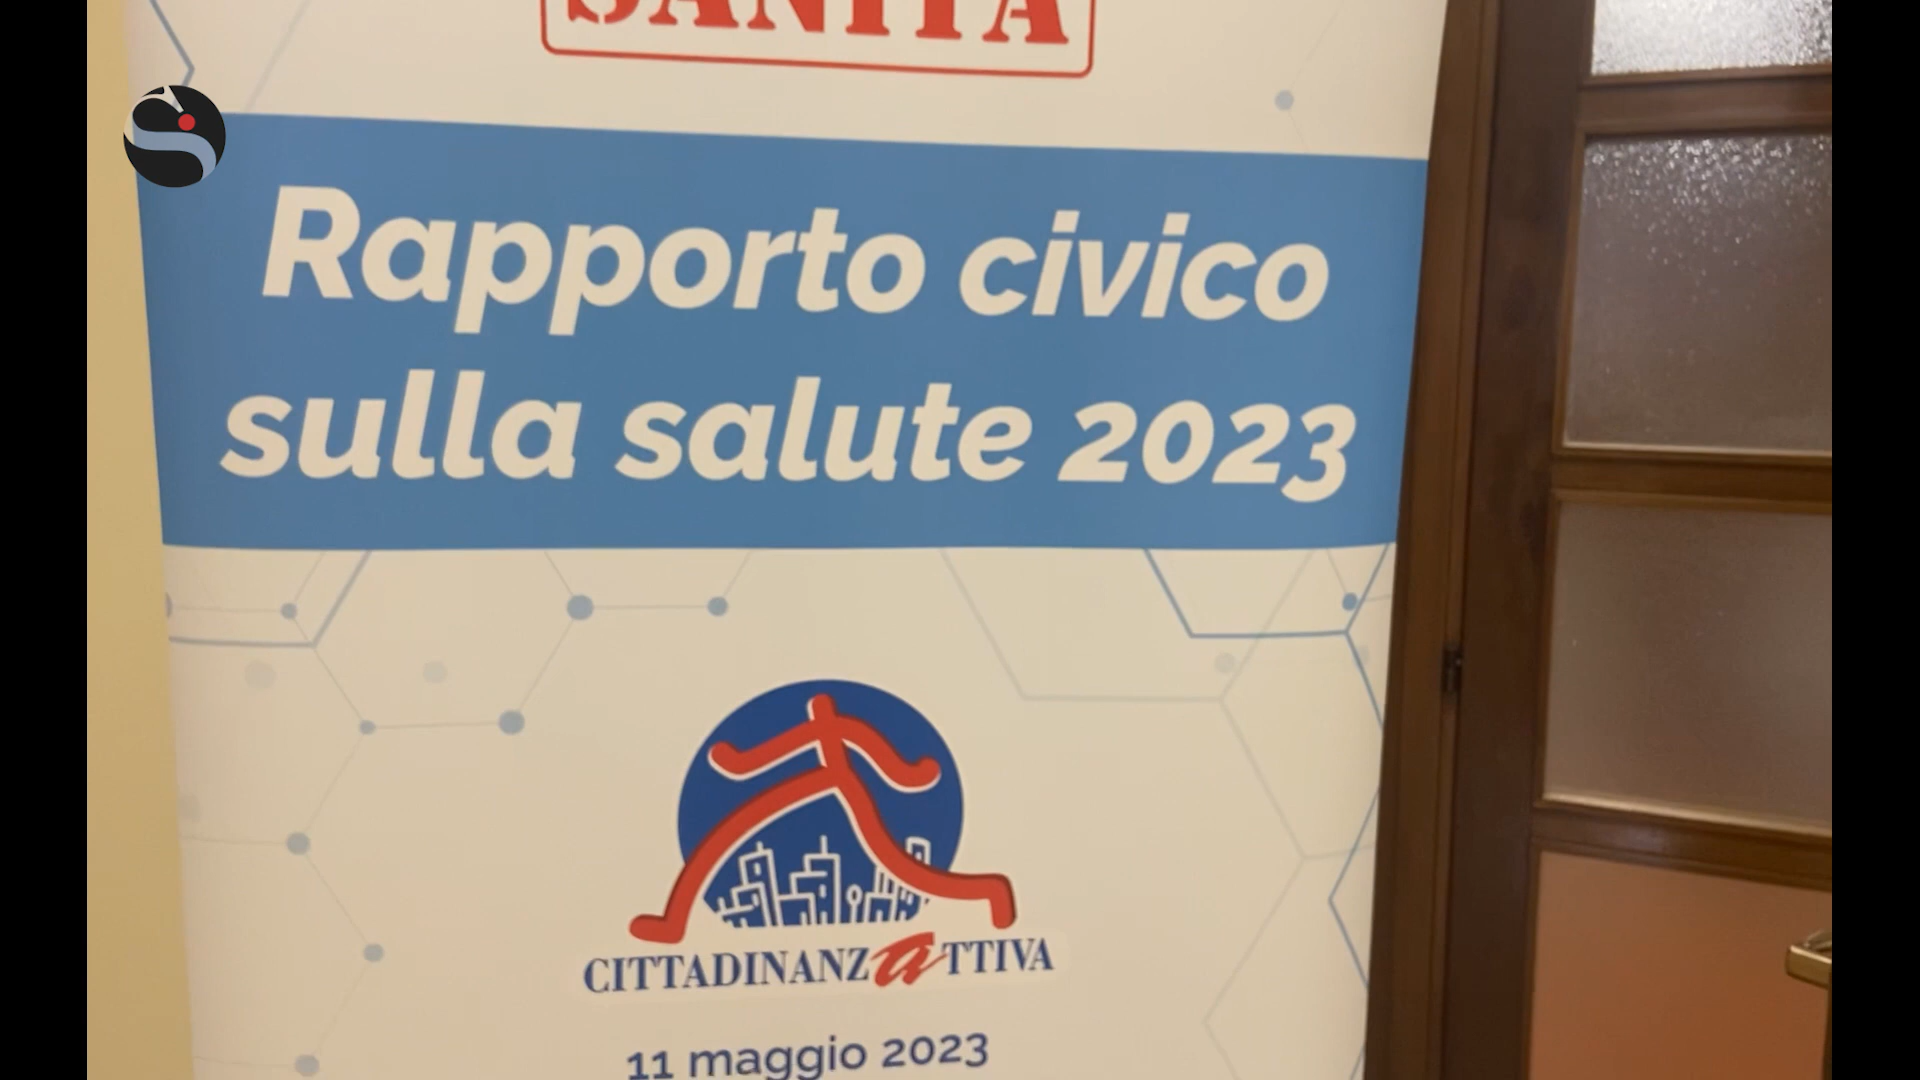 SANITÀ
Rapporto civico
sulla salute 2023
CITTADINANZATTIVA
11 maggio 2023